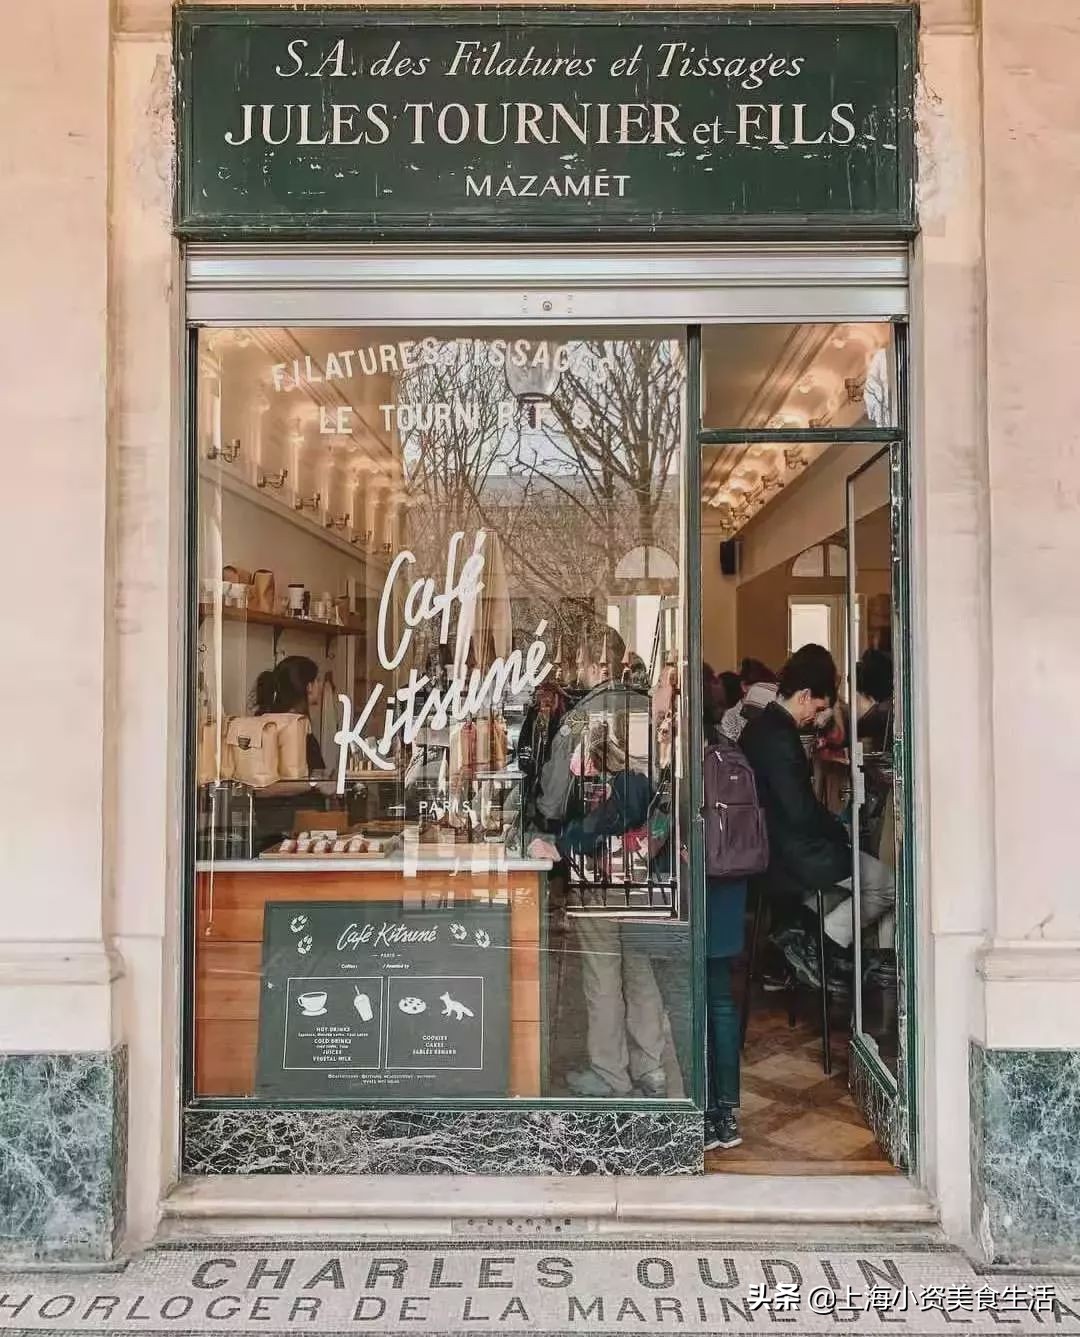 S.A. des Filatures et Tissages
JULES TOURNIER et FILS
MAZAMET
FILATURES TISSAGES
LE TOURN
Café
Kitsuné
PARIS
Café Kitsuné
PARIS
HOT DRINKS
COLD DRINKS
JUICES
VEGETAL MILK
COOKIES
CAKES
SABLÉS RENARD
CHARLES OUDIN
HORLOGER DE LA MARINE DE L'
头条 @上海小资美食生活